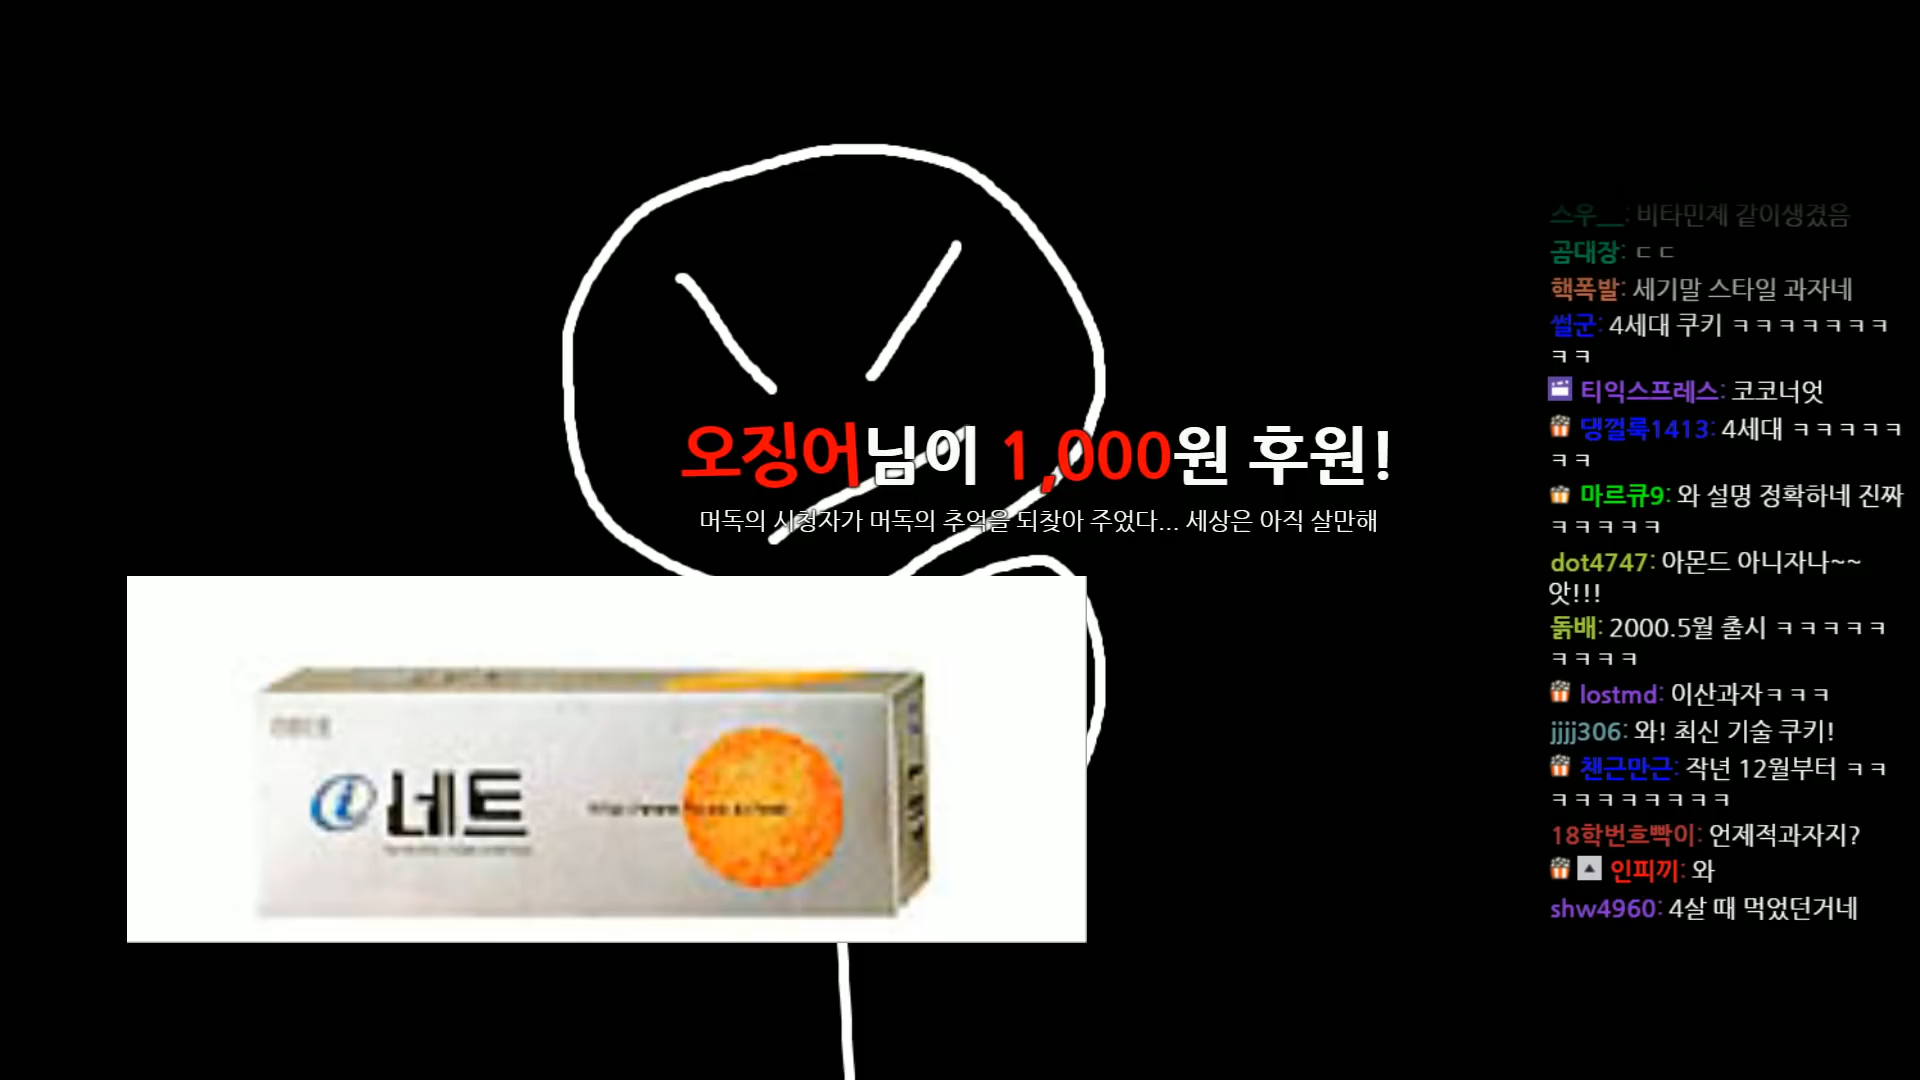 오징어님이 1,000원 후원!
머독의 시청자가 머독의 추억을 되찾아 주었다... 세상은 아직 살만해
네트
스우__: 비타민제 같이생겼음
곰대장: ㄷㄷ
핵폭발: 세기말 스타일 과자네
썰군: 4세대 쿠키 ㅋㅋㅋㅋㅋㅋㅋ
ㅋㅋ
티익스프레스: 코코너엇
댕껄룩1413: 4세대 ㅋㅋㅋㅋㅋ
ㅋㅋ
마르큐9: 와 설명 정확하네 진짜
ㅋㅋㅋㅋㅋ
dot4747: 아몬드 아니자나~~
앗!!!
돍배: 2000.5월 출시 ㅋㅋㅋㅋㅋ
ㅋㅋㅋㅋ
lostmd: 이산과자ㅋㅋㅋ
jjjj306: 와! 최신 기술 쿠키!
첸근만근: 작년 12월부터 ㅋㅋ
ㅋㅋㅋㅋㅋㅋㅋㅋ
18학번흐빡이: 언제적과자지?
인피끼: 와
shw4960: 4살 때 먹었던거네